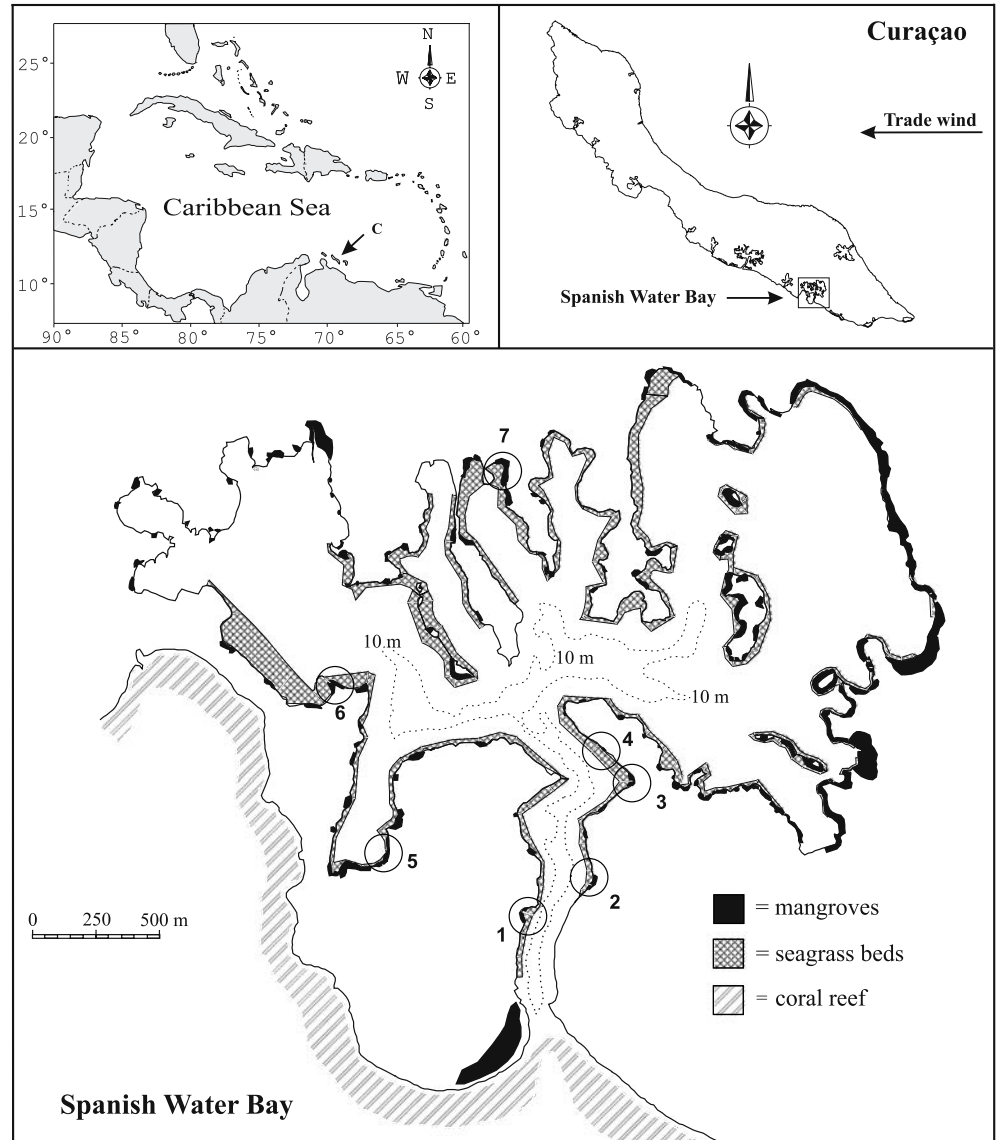 N
W E
S
25°
20°
15°
10°
Caribbean Sea
C
90° 85° 80° 75° 70° 65° 60°
Curaçao
Trade wind
Spanish Water Bay
7
10 m
10 m
10 m
6
4
3
5
2
1
0 250 500 m
= mangroves
= seagrass beds
= coral reef
Spanish Water Bay